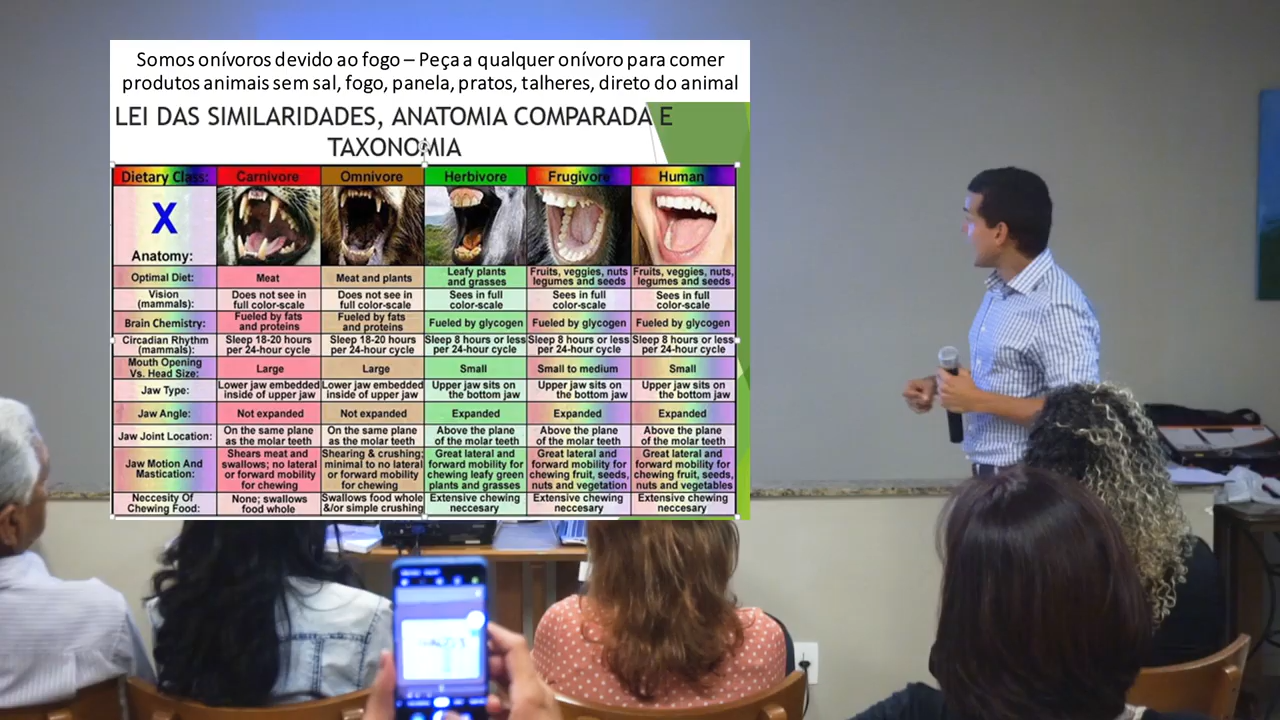 Somos onívoros devido ao fogo – Peça a qualquer onívoro para comer
produtos animais sem sal, fogo, panela, pratos, talheres, direto do animal
LEI DAS SIMILARIDADES, ANATOMIA COMPARADA E
TAXONOMIA
Dietary Class: Carnivore Omnivore Herbivore Frugivore Human
X
Anatomy:
Optimal Diet: Meat Meat and plants Leafy plants and grasses Fruits, veggies, nuts legumes and seeds Fruits, veggies, nuts, legumes and seeds
Vision (mammals): Does not see in full color-scale Does not see in full color-scale Sees in full color-scale Sees in full color-scale Sees in full color-scale
Brain Chemistry: Fueled by fats and proteins Fueled by fats and proteins Fueled by glycogen Fueled by glycogen Fueled by glycogen
Circadian Rhythm (mammals): Sleep 18-20 hours per 24-hour cycle Sleep 18-20 hours per 24-hour cycle Sleep 8 hours or less per 24-hour cycle Sleep 8 hours or less per 24-hour cycle Sleep 8 hours or less per 24-hour cycle
Mouth Opening Vs. Head Size: Large Large Small Small to medium Small
Jaw Type: Lower jaw embedded inside of upper jaw Lower jaw embedded inside of upper jaw Upper jaw sits on the bottom jaw Upper jaw sits on the bottom jaw Upper jaw sits on the bottom jaw
Jaw Angle: Not expanded Not expanded Expanded Expanded Expanded
Jaw Joint Location: On the same plane as the molar teeth On the same plane as the molar teeth Above the plane of the molar teeth Above the plane of the molar teeth Above the plane of the molar teeth
Jaw Motion And Mastication: Shears meat and swallows; no lateral or forward mobility for chewing Shearing & crushing; minimal to no lateral or forward mobility for chewing Great lateral and forward mobility for chewing leafy green plants and grasses Great lateral and forward mobility for chewing fruit, seeds, nuts and vegetation Great lateral and forward mobility for chewing fruit, seeds, nuts and vegetables
Neccesity Of Chewing Food: None; swallows food whole Swallows food whole &/or simple crushing Extensive chewing neccesary Extensive chewing neccesary Extensive chewing neccesary